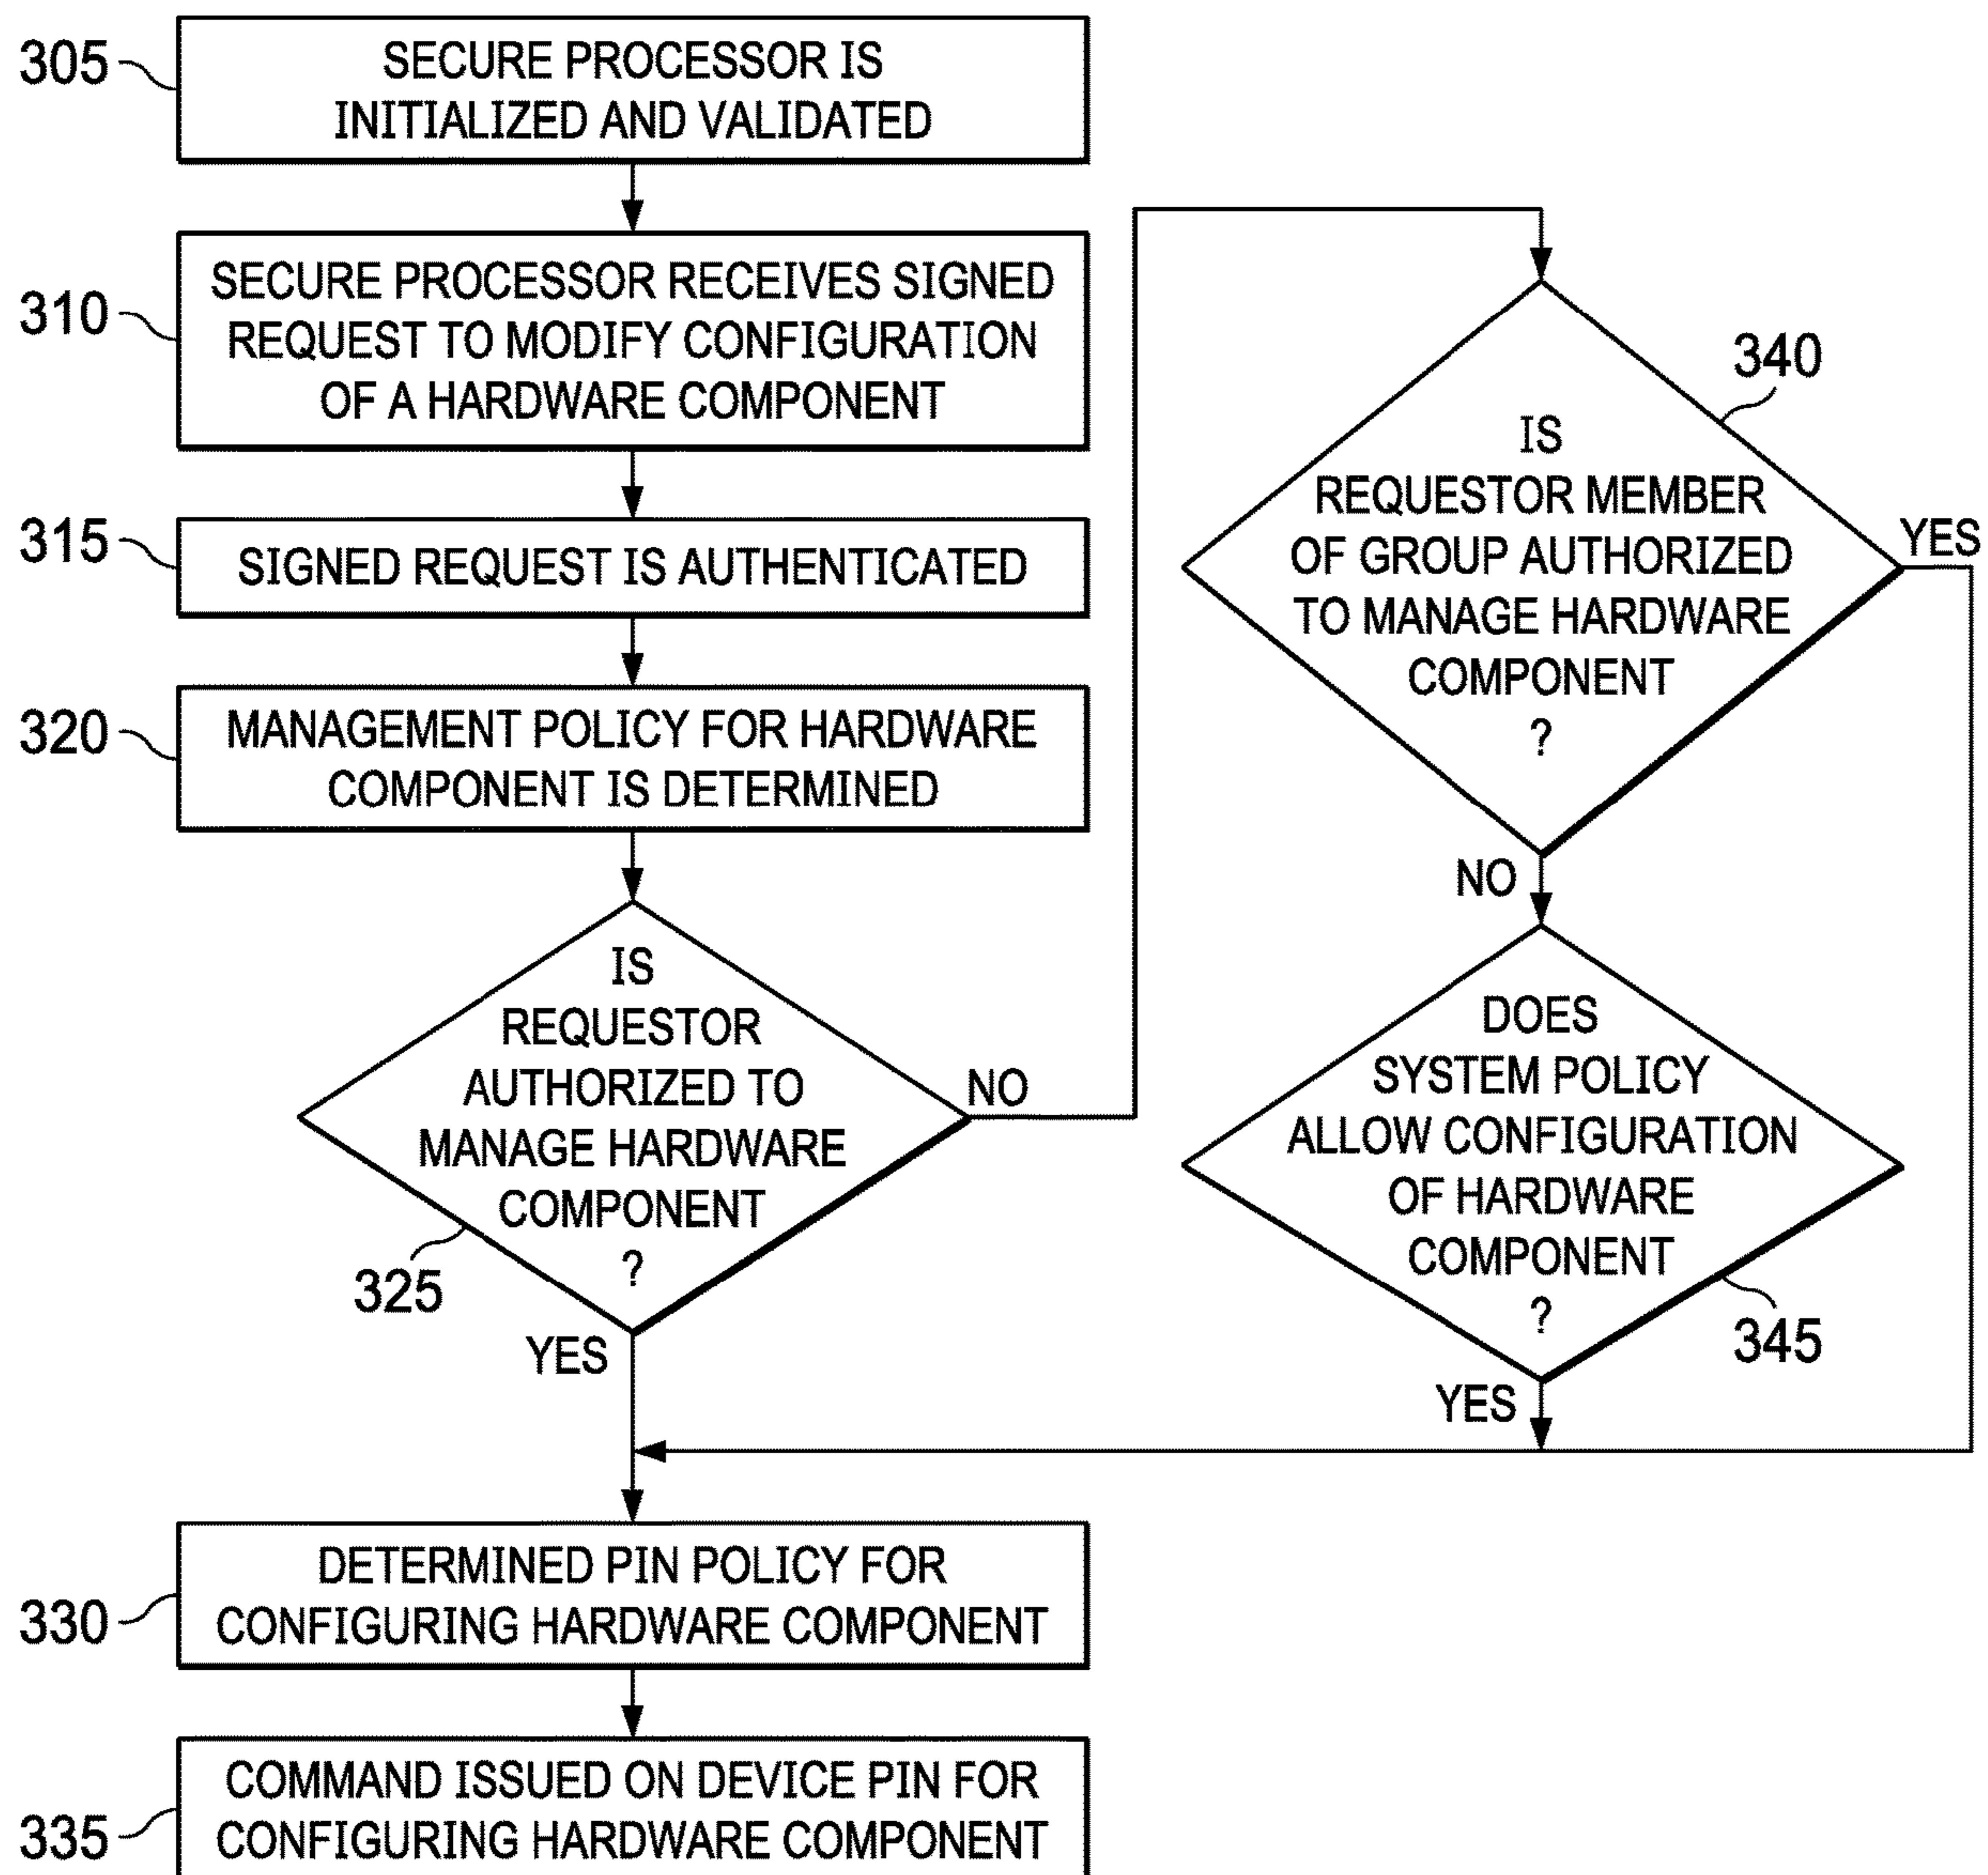 305
SECURE PROCESSOR IS
INITIALIZED AND VALIDATED
310
SECURE PROCESSOR RECEIVES SIGNED
REQUEST TO MODIFY CONFIGURATION
OF A HARDWARE COMPONENT
315
SIGNED REQUEST IS AUTHENTICATED
320
MANAGEMENT POLICY FOR HARDWARE
COMPONENT IS DETERMINED
IS
REQUESTOR
AUTHORIZED TO
MANAGE HARDWARE
COMPONENT
?
325
NO
YES
340
IS
REQUESTOR MEMBER
OF GROUP AUTHORIZED
TO MANAGE HARDWARE
COMPONENT
?
YES
NO
DOES
SYSTEM POLICY
ALLOW CONFIGURATION
OF HARDWARE
COMPONENT
?
345
YES
330
DETERMINED PIN POLICY FOR
CONFIGURING HARDWARE COMPONENT
335
COMMAND ISSUED ON DEVICE PIN FOR
CONFIGURING HARDWARE COMPONENT